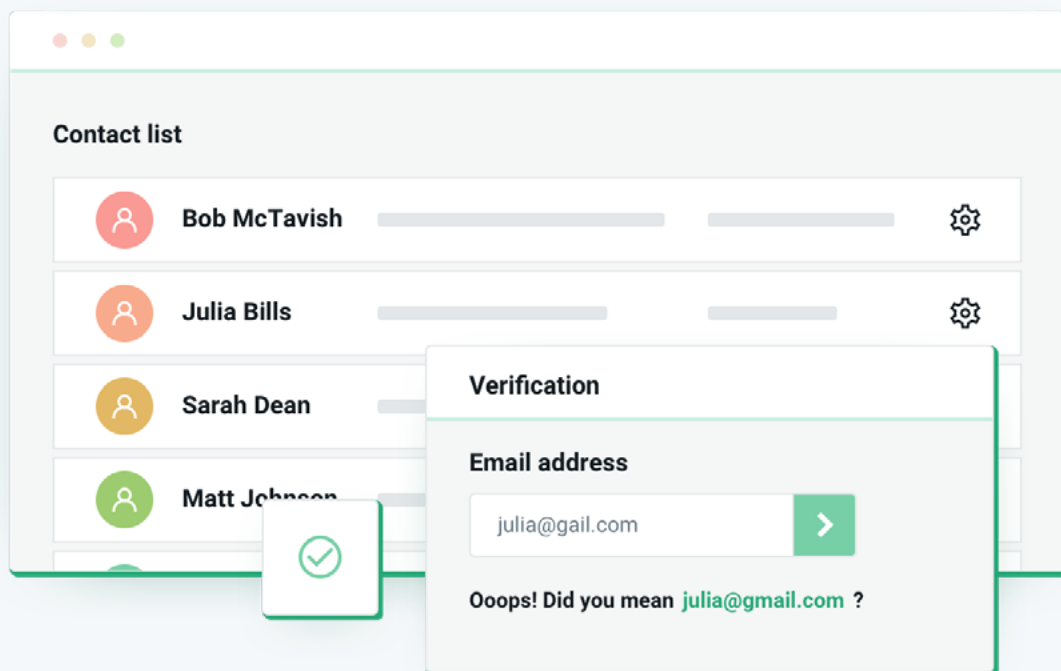 Contact list
Bob McTavish
Julia Bills
Sarah Dean
Matt Johnson
Verification
Email address
julia@gail.com
Ooops! Did you mean julia@gmail.com ?